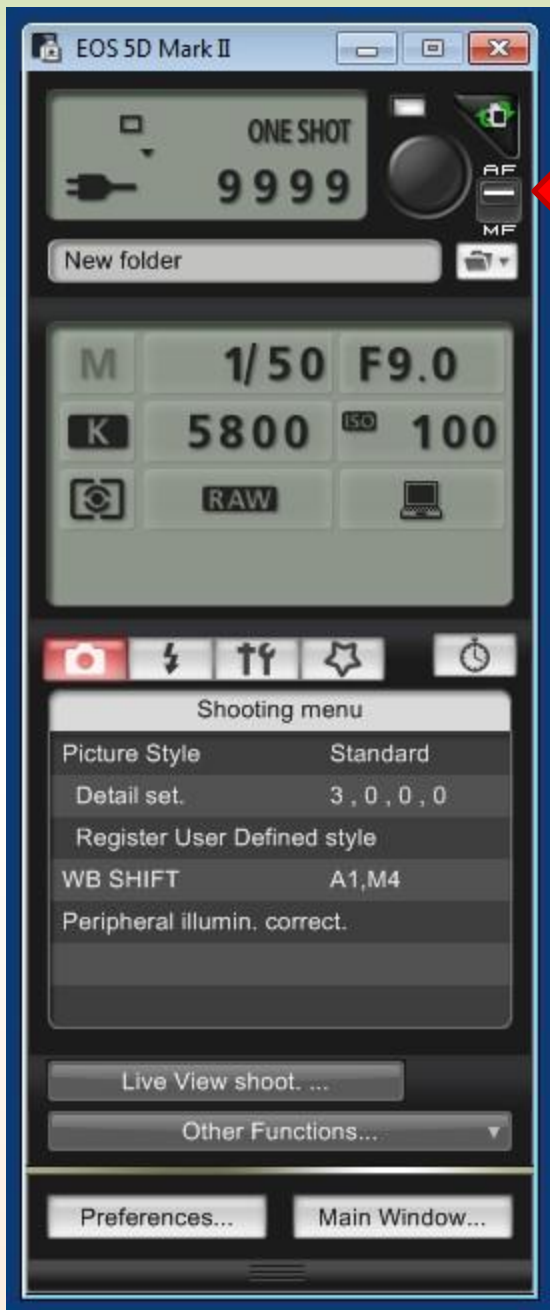 EOS 5D Mark II
ONE SHOT
9999
AF
MF
New folder
M 1/50 F9.0
K 5800 ISO 100
RAW
Shooting menu
Picture Style Standard
Detail set. 3 , 0 , 0 , 0
Register User Defined style
WB SHIFT A1,M4
Peripheral illumin. correct.
Live View shoot. ...
Other Functions...
Preferences... Main Window...